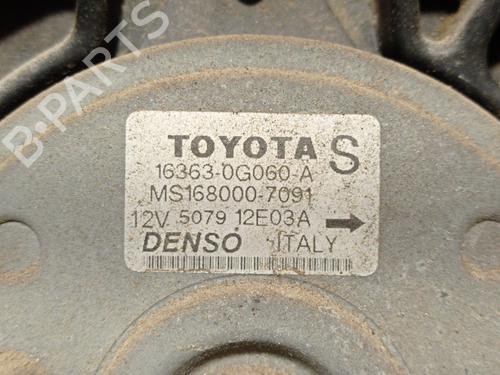 B-PARTS
TOYOTA S
16363-0G060-A
MS168000-7091
12V 5079 12E03A
DENSO ITALY